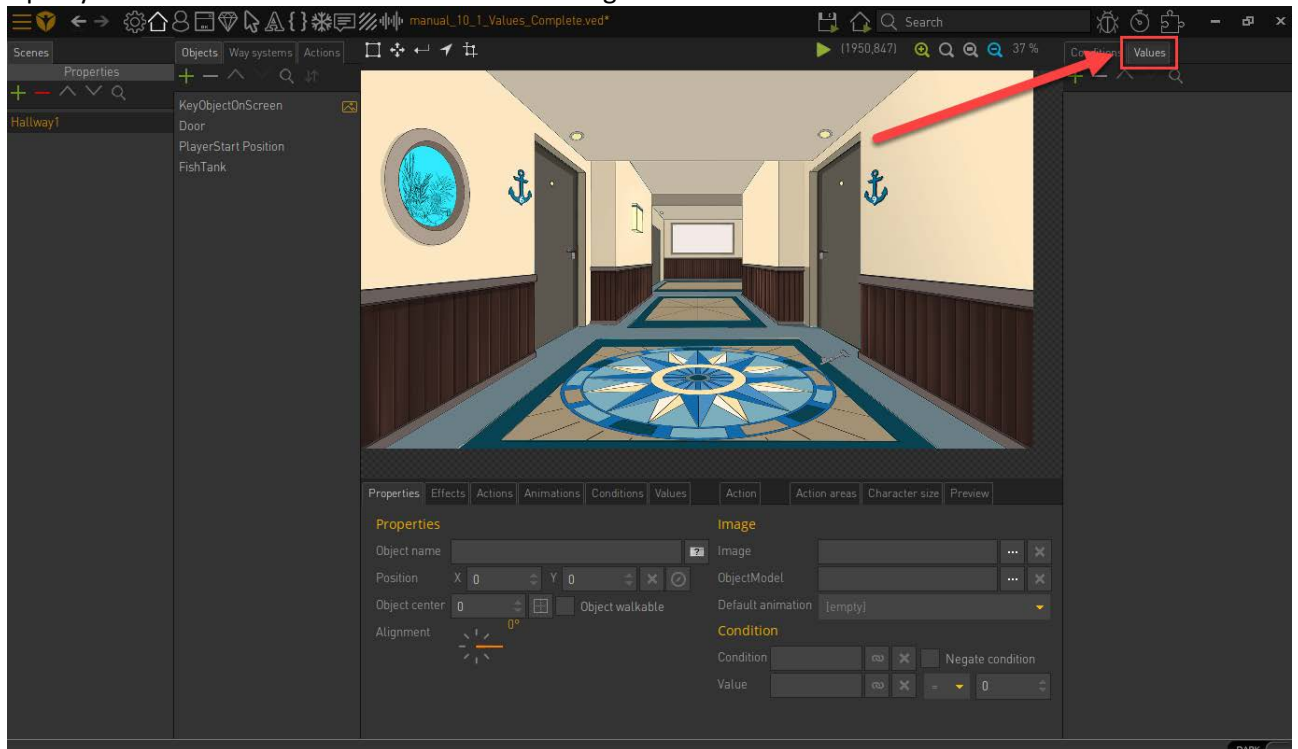 manual_10_1_Values_Complete.ved*
Search
Scenes
Properties
Hallway1
Objects Way systems Actions
KeyObjectOnScreen
Door
PlayerStart Position
FishTank
(1950,847) 37 %
Conditions Values
Properties Effects Actions Animations Conditions Values
Action Action areas Character size Preview
Properties
Object name ?
Position X 0 Y 0
Object center 0 Object walkable
Alignment 0°
Image
Image ...
ObjectModel ...
Default animation [empty]
Condition
Condition Negate condition
Value = 0
DARK